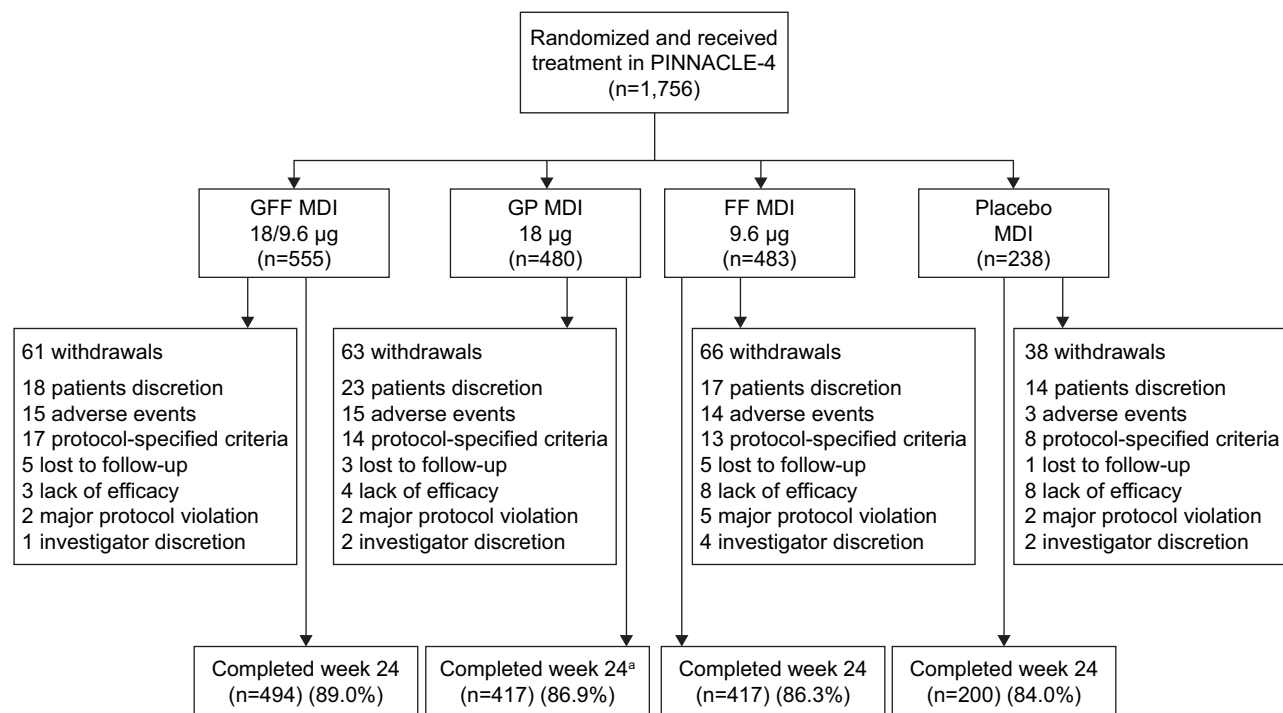 Randomized and received
treatment in PINNACLE-4
(n=1,756)
GFF MDI
18/9.6 µg
(n=555)
GP MDI
18 µg
(n=480)
FF MDI
9.6 µg
(n=483)
Placebo
MDI
(n=238)
61 withdrawals
18 patients discretion
15 adverse events
17 protocol-specified criteria
5 lost to follow-up
3 lack of efficacy
2 major protocol violation
1 investigator discretion
63 withdrawals
23 patients discretion
15 adverse events
14 protocol-specified criteria
3 lost to follow-up
4 lack of efficacy
2 major protocol violation
2 investigator discretion
66 withdrawals
17 patients discretion
14 adverse events
13 protocol-specified criteria
5 lost to follow-up
8 lack of efficacy
5 major protocol violation
4 investigator discretion
38 withdrawals
14 patients discretion
3 adverse events
8 protocol-specified criteria
1 lost to follow-up
8 lack of efficacy
2 major protocol violation
2 investigator discretion
Completed week 24
(n=494) (89.0%)
Completed week 24ᵃ
(n=417) (86.9%)
Completed week 24
(n=417) (86.3%)
Completed week 24
(n=200) (84.0%)